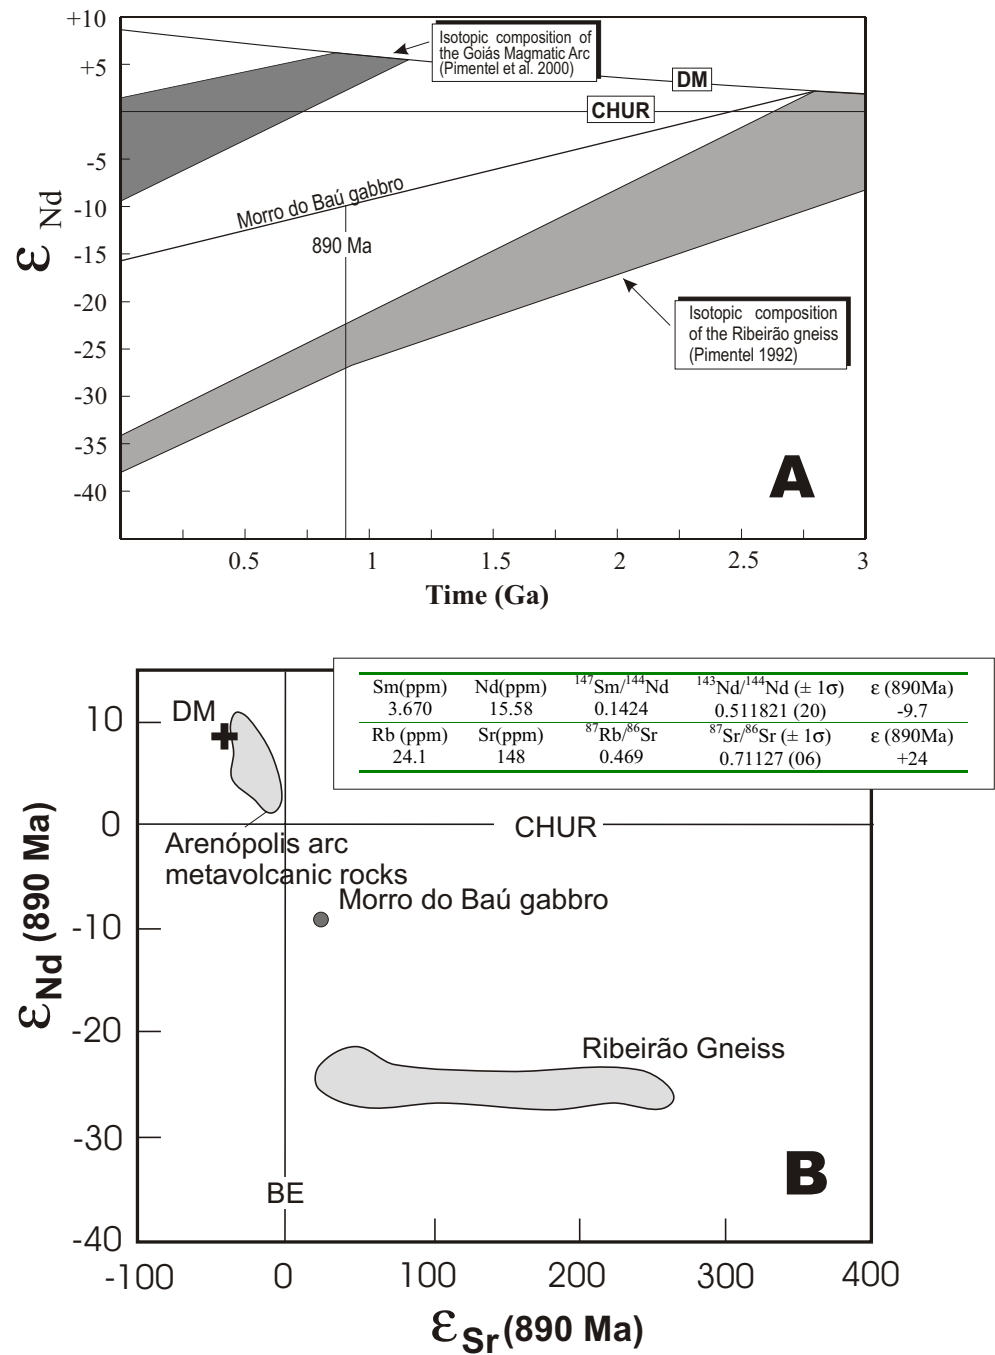 +10
Isotopic composition of
the Goiás Magmatic Arc
(Pimentel et al. 2000)
+5
DM
CHUR
-5
Morro do Baú gabbro
-10
890 Ma
εNd
-15
-20
Isotopic composition
of the Ribeirão gneiss
(Pimentel 1992)
-25
-30
-35
-40
A
0.5 1 1.5 2 2.5 3
Time (Ga)
Sm(ppm) Nd(ppm) ¹⁴⁷Sm/¹⁴⁴Nd ¹⁴³Nd/¹⁴⁴Nd (± 1σ) ε (890Ma)
3.670 15.58 0.1424 0.511821 (20) -9.7
Rb (ppm) Sr(ppm) ⁸⁷Rb/⁸⁶Sr ⁸⁷Sr/⁸⁶Sr (± 1σ) ε (890Ma)
24.1 148 0.469 0.71127 (06) +24
10
DM
0
CHUR
Arenópolis arc
metavolcanic rocks
Morro do Baú gabbro
-10
εNd (890 Ma)
-20
Ribeirão Gneiss
-30
B
BE
-40
-100 0 100 200 300 400
εSr (890 Ma)